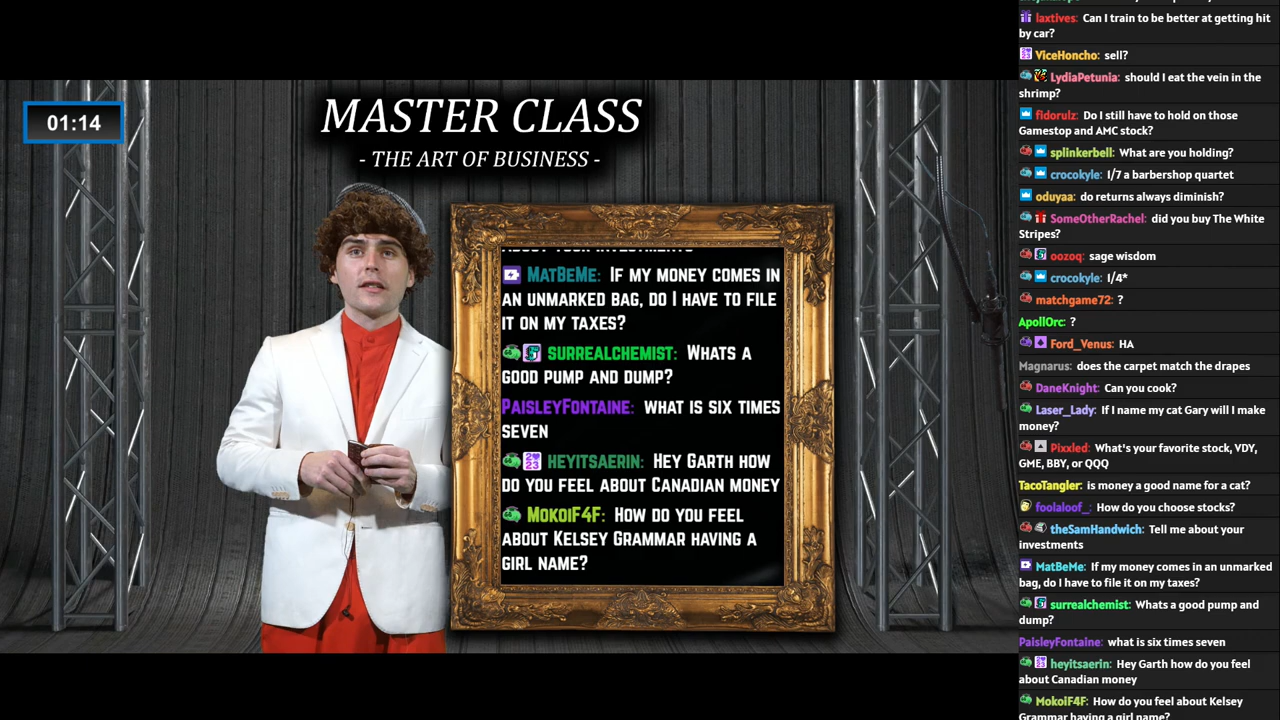 MASTER CLASS
- THE ART OF BUSINESS -
01:14
MATBEME: IF MY MONEY COMES IN
AN UNMARKED BAG, DO I HAVE TO FILE
IT ON MY TAXES?
SURREALCHEMIST: WHATS A
GOOD PUMP AND DUMP?
PAISLEYFONTAINE: WHAT IS SIX TIMES
SEVEN
HEYITSAERIN: HEY GARTH HOW
DO YOU FEEL ABOUT CANADIAN MONEY
MOKOIF4F: HOW DO YOU FEEL
ABOUT KELSEY GRAMMAR HAVING A
GIRL NAME?
laxtives: Can I train to be better at getting hit
by car?
ViceHoncho: sell?
LydiaPetunia: should I eat the vein in the
shrimp?
fidorulz: Do I still have to hold on those
Gamestop and AMC stock?
splinkerbell: What are you holding?
crocokyle: 1/7 a barbershop quartet
oduyaa: do returns always diminish?
SomeOtherRachel: did you buy The White
Stripes?
oozoq: sage wisdom
crocokyle: 1/4*
matchgame72: ?
ApollOrc: ?
Ford_Venus: HA
Magnarus: does the carpet match the drapes
DaneKnight: Can you cook?
Laser_Lady: If I name my cat Gary will I make
money?
Pixxled: What's your favorite stock, VDY,
GME, BBY, or QQQ
TacoTangler: is money a good name for a cat?
foolaloof_: How do you choose stocks?
theSamHandwich: Tell me about your
investments
MatBeMe: If my money comes in an unmarked
bag, do I have to file it on my taxes?
surrealchemist: Whats a good pump and
dump?
PaisleyFontaine: what is six times seven
heyitsaerin: Hey Garth how do you feel
about Canadian money
MokoiF4F: How do you feel about Kelsey
Grammar having a girl name?